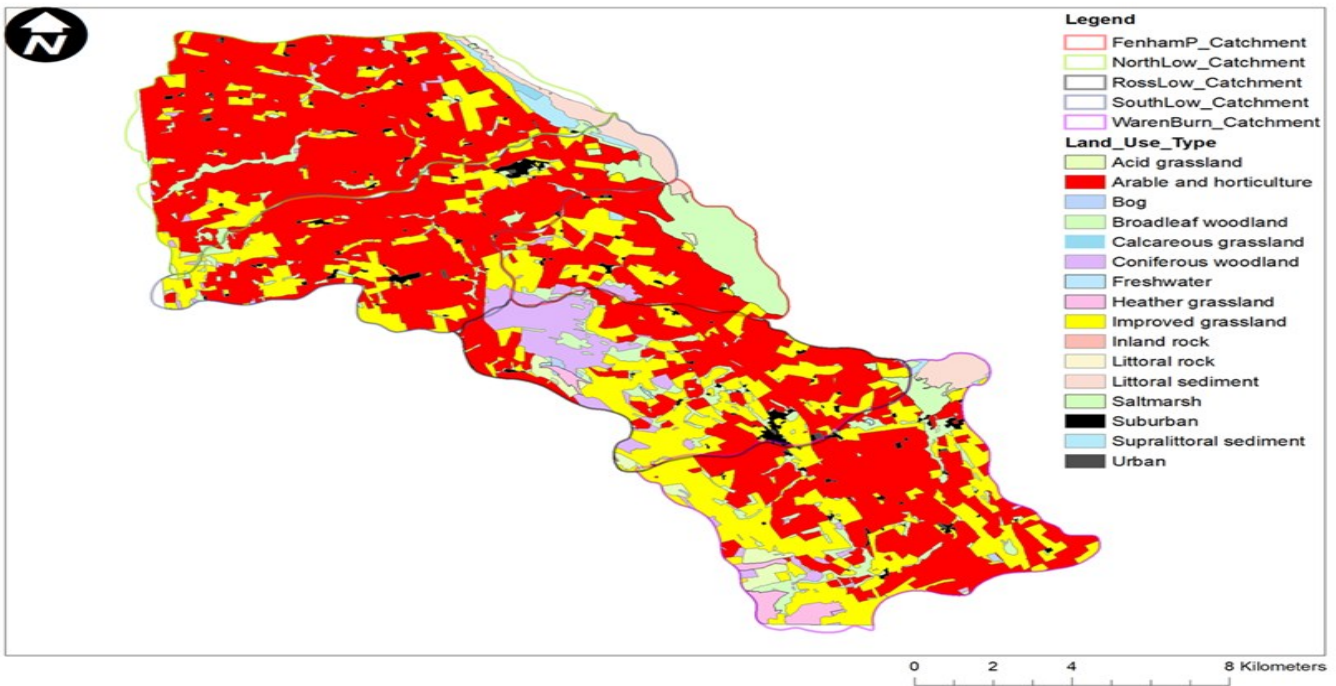 N
Legend
FenhamP_Catchment
NorthLow_Catchment
RossLow_Catchment
SouthLow_Catchment
WarenBurn_Catchment
Land_Use_Type
Acid grassland
Arable and horticulture
Bog
Broadleaf woodland
Calcareous grassland
Coniferous woodland
Freshwater
Heather grassland
Improved grassland
Inland rock
Littoral rock
Littoral sediment
Saltmarsh
Suburban
Supralittoral sediment
Urban
0 2 4 8 Kilometers